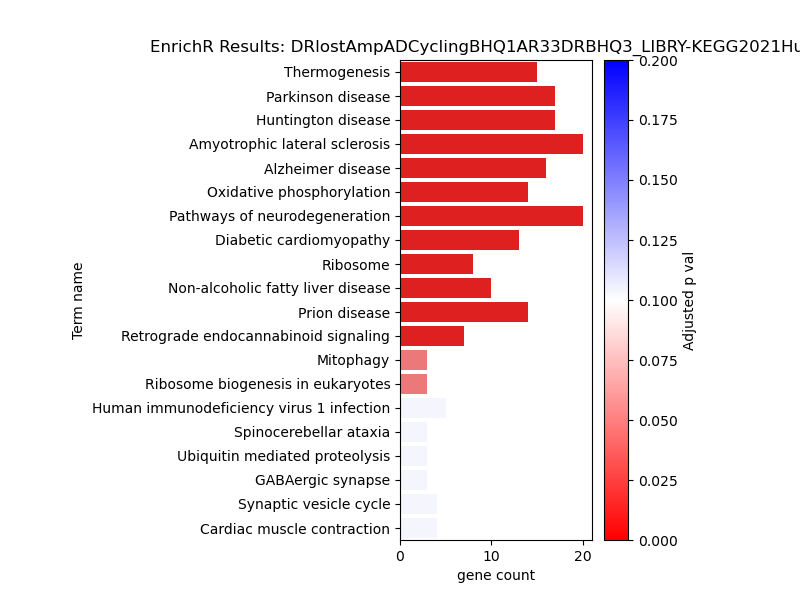 EnrichR Results: DRlostAmpADCyclingBHQ1AR33DRBHQ3_LIBRY-KEGG2021Hu
Thermogenesis
Parkinson disease
Huntington disease
Amyotrophic lateral sclerosis
Alzheimer disease
Oxidative phosphorylation
Pathways of neurodegeneration
Diabetic cardiomyopathy
Ribosome
Non-alcoholic fatty liver disease
Prion disease
Retrograde endocannabinoid signaling
Mitophagy
Ribosome biogenesis in eukaryotes
Human immunodeficiency virus 1 infection
Spinocerebellar ataxia
Ubiquitin mediated proteolysis
GABAergic synapse
Synaptic vesicle cycle
Cardiac muscle contraction
Term name
0 10 20
gene count
0.200
0.175
0.150
0.125
0.100
0.075
0.050
0.025
0.000
Adjusted p val